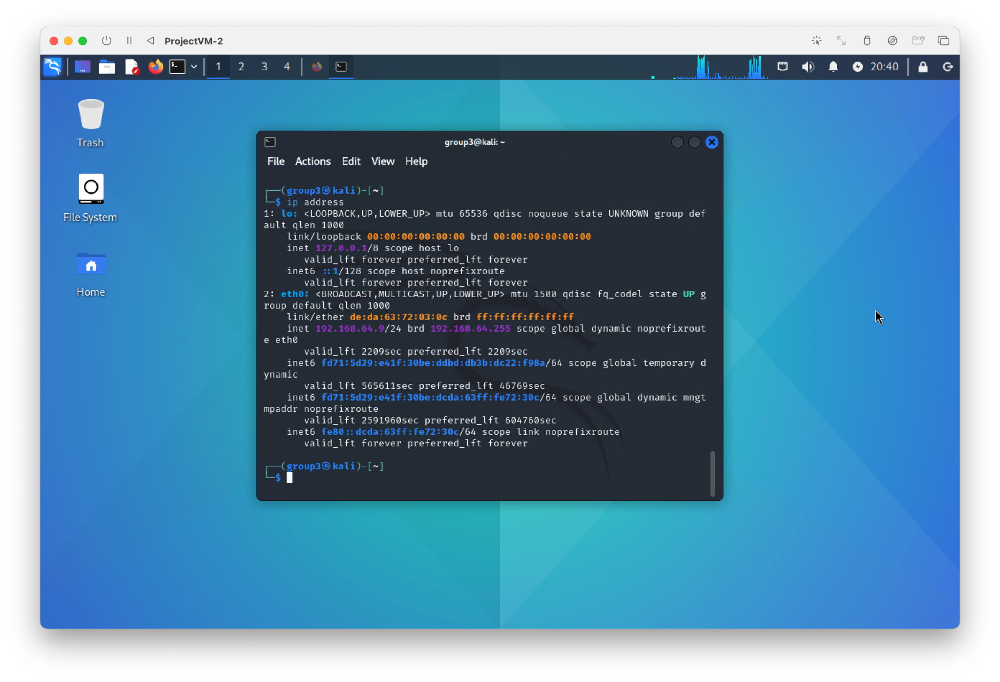 ProjectVM-2
1 2 3 4 20:40
Trash
File System
Home
group3@kali: ~
File Actions Edit View Help
┌──(group3㉿kali)-[~]
└─$ ip address
1: lo: <LOOPBACK,UP,LOWER_UP> mtu 65536 qdisc noqueue state UNKNOWN group def
ault qlen 1000
    link/loopback 00:00:00:00:00:00 brd 00:00:00:00:00:00
    inet 127.0.0.1/8 scope host lo
       valid_lft forever preferred_lft forever
    inet6 ::1/128 scope host noprefixroute
       valid_lft forever preferred_lft forever
2: eth0: <BROADCAST,MULTICAST,UP,LOWER_UP> mtu 1500 qdisc fq_codel state UP g
roup default qlen 1000
    link/ether de:da:63:72:03:0c brd ff:ff:ff:ff:ff:ff
    inet 192.168.64.9/24 brd 192.168.64.255 scope global dynamic noprefixrout
e eth0
       valid_lft 2209sec preferred_lft 2209sec
    inet6 fd71:5d29:e41f:30be:ddbd:db3b:dc22:f98a/64 scope global temporary d
ynamic
       valid_lft 565611sec preferred_lft 46769sec
    inet6 fd71:5d29:e41f:30be:dcda:63ff:fe72:30c/64 scope global dynamic mngt
mpaddr noprefixroute
       valid_lft 2591960sec preferred_lft 604760sec
    inet6 fe80::dcda:63ff:fe72:30c/64 scope link noprefixroute
       valid_lft forever preferred_lft forever
┌──(group3㉿kali)-[~]
└─$